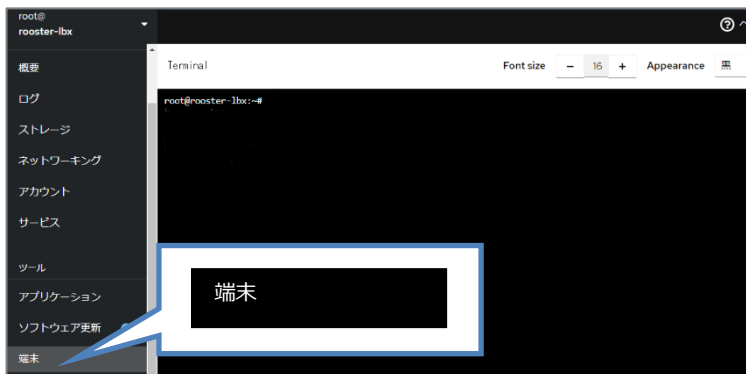 root@
rooster-lbx
概要
ログ
ストレージ
ネットワーキング
アカウント
サービス
ツール
アプリケーション
ソフトウェア更新
端末
Terminal
Font size － 16 + Appearance 黒
root@rooster-lbx:~#
端末